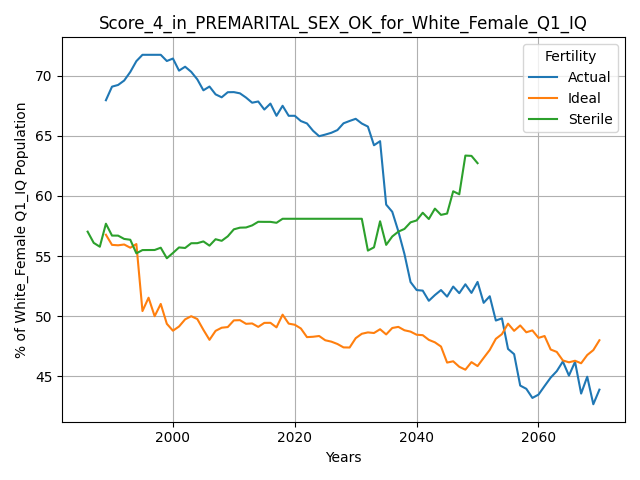 Score_4_in_PREMARITAL_SEX_OK_for_White_Female_Q1_IQ
Fertility
Actual
Ideal
Sterile
% of White_Female Q1_IQ Population
70
65
60
55
50
45
2000
2020
2040
2060
Years